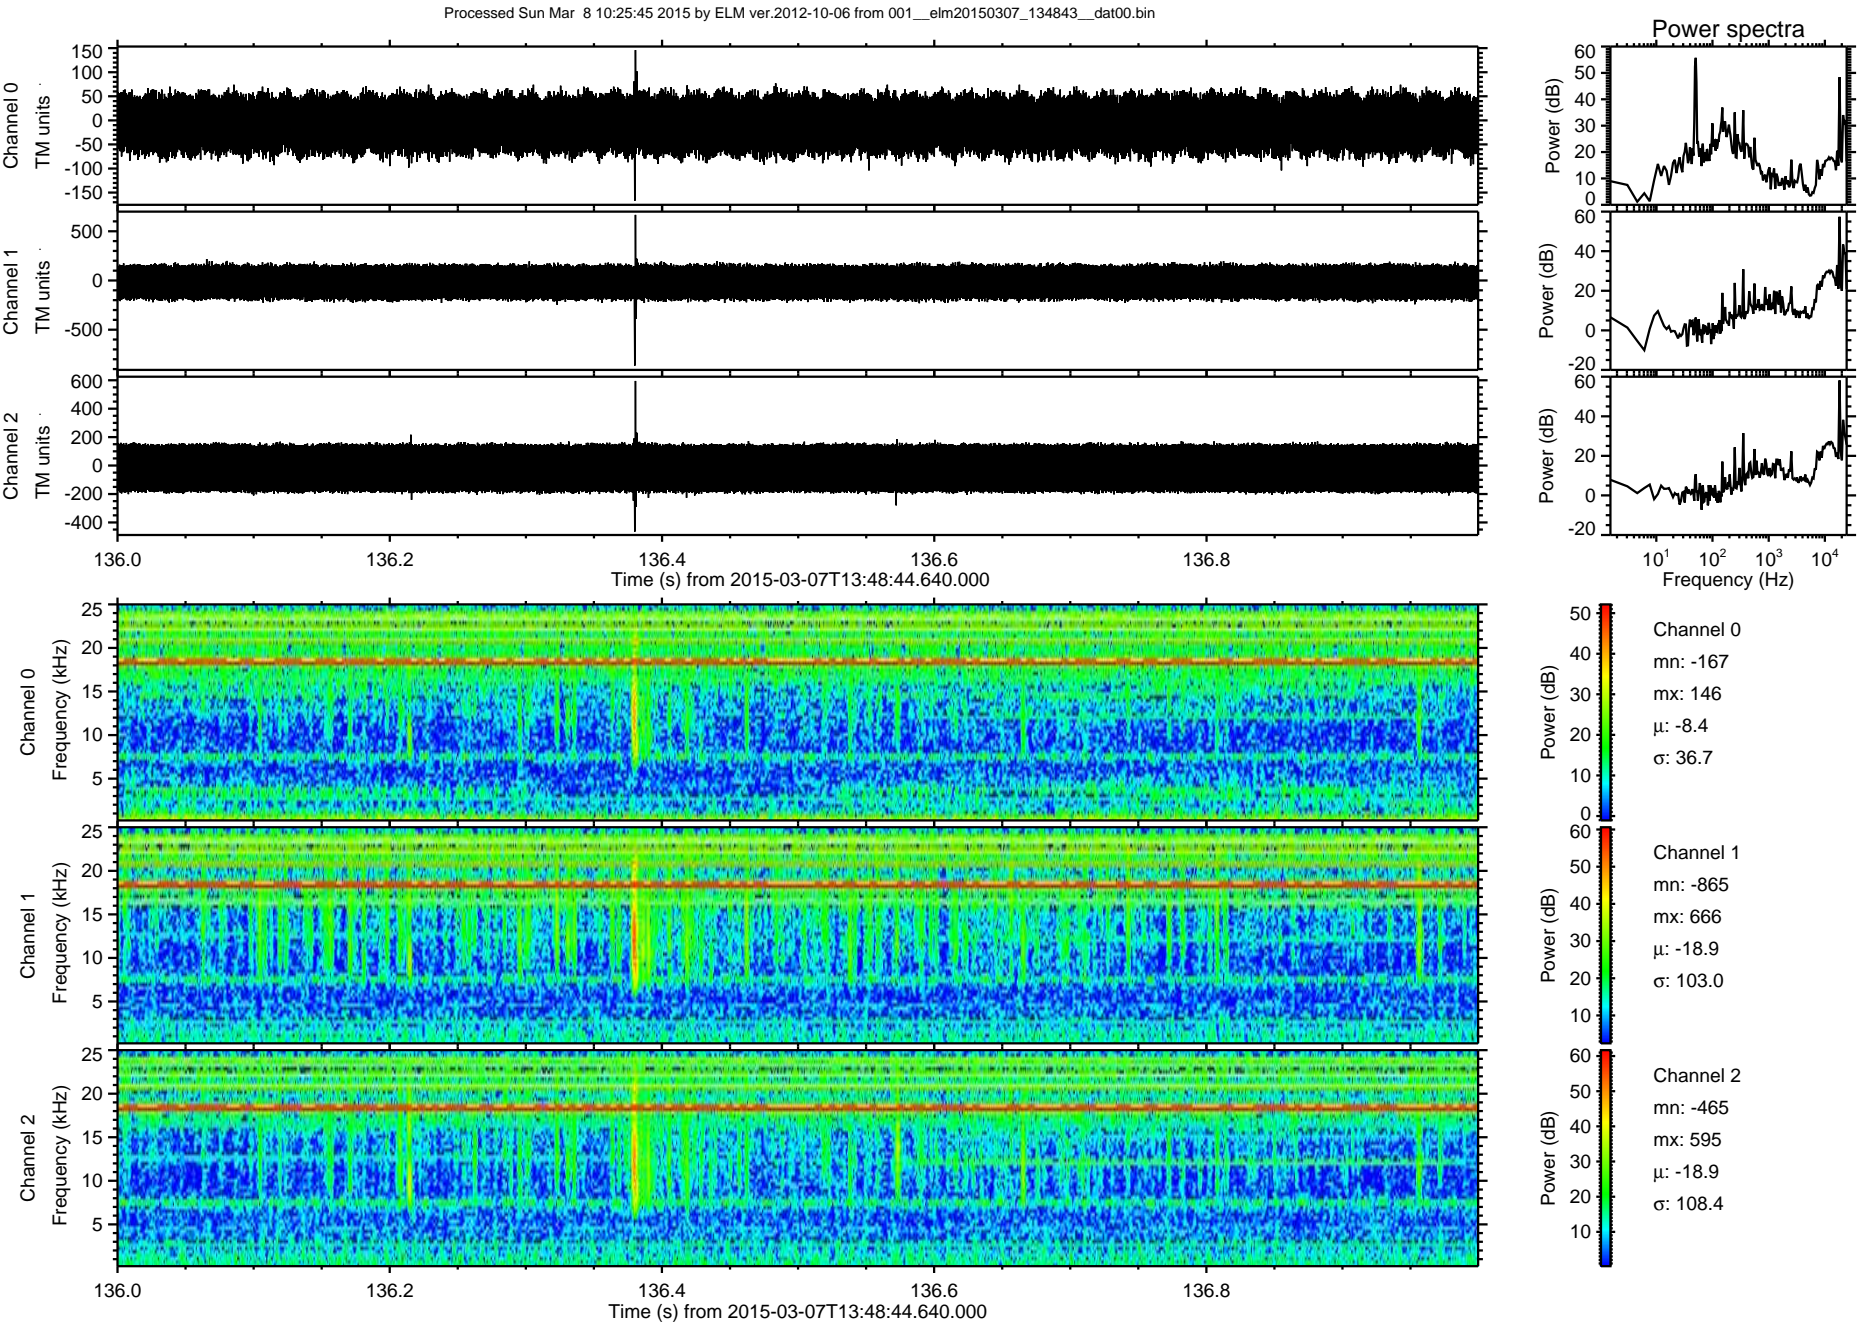 Processed Sun Mar  8 10:25:45 2015 by ELM ver.2012-10-06 from 001__elm20150307_134843__dat00.bin
Power spectra
Channel 0
TM units
150
100
50
0
-50
-100
-150
Power (dB)
60
50
40
30
20
10
0
Channel 1
TM units
500
0
-500
Power (dB)
60
40
20
0
-20
Channel 2
TM units
600
400
200
0
-200
-400
Power (dB)
60
40
20
0
-20
136.0 136.2 136.4 136.6 136.8
Time (s) from 2015-03-07T13:48:44.640.000
10^1 10^2 10^3 10^4
Frequency (Hz)
Channel 0
Frequency (kHz)
25
20
15
10
5
Power (dB)
50
40
30
20
10
0
Channel 0
mn: -167
mx: 146
μ: -8.4
σ: 36.7
Channel 1
Frequency (kHz)
25
20
15
10
5
Power (dB)
60
50
40
30
20
10
Channel 1
mn: -865
mx: 666
μ: -18.9
σ: 103.0
Channel 2
Frequency (kHz)
25
20
15
10
5
Power (dB)
60
50
40
30
20
10
Channel 2
mn: -465
mx: 595
μ: -18.9
σ: 108.4
136.0 136.2 136.4 136.6 136.8
Time (s) from 2015-03-07T13:48:44.640.000